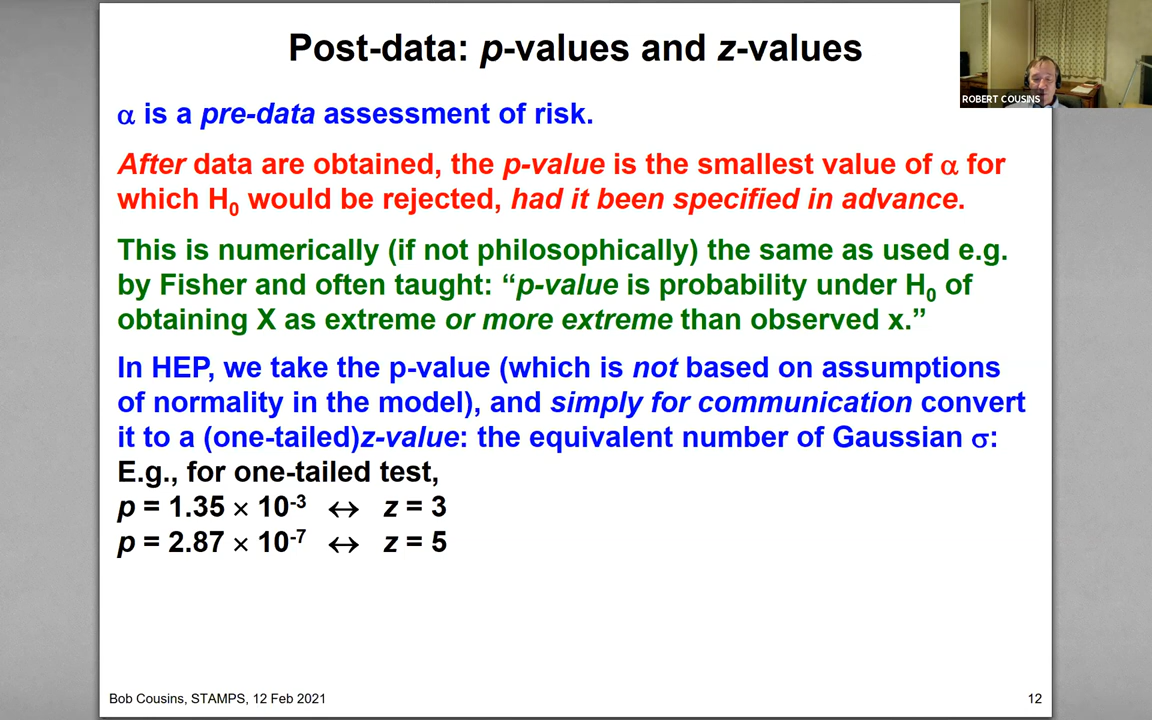 Post-data: p-values and z-values
ROBERT COUSINS
α is a pre-data assessment of risk.
After data are obtained, the p-value is the smallest value of α for
which H₀ would be rejected, had it been specified in advance.
This is numerically (if not philosophically) the same as used e.g.
by Fisher and often taught: “p-value is probability under H₀ of
obtaining X as extreme or more extreme than observed x.”
In HEP, we take the p-value (which is not based on assumptions
of normality in the model), and simply for communication convert
it to a (one-tailed)z-value: the equivalent number of Gaussian σ:
E.g., for one-tailed test,
p = 1.35 × 10⁻³ ↔ z = 3
p = 2.87 × 10⁻⁷ ↔ z = 5
Bob Cousins, STAMPS, 12 Feb 2021
12